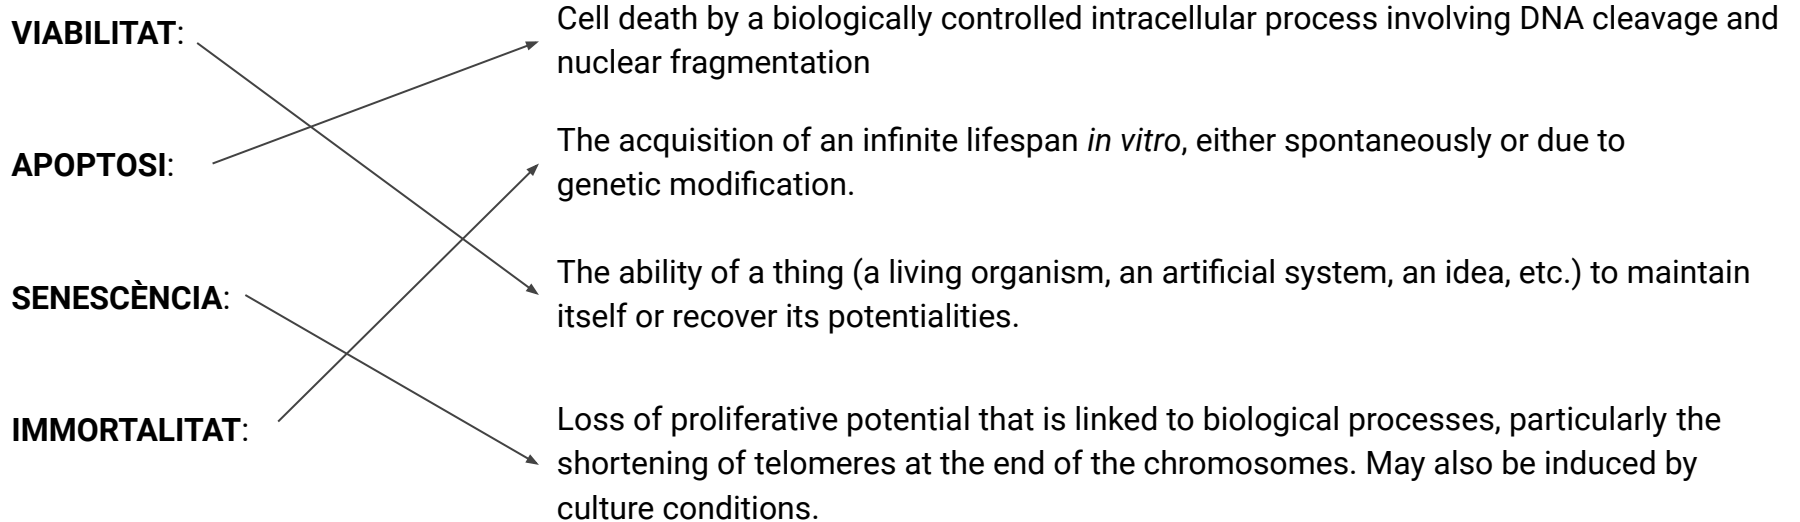 VIABILITAT:
APOPTOSI:
SENESCÈNCIA:
IMMORTALITAT:
Cell death by a biologically controlled intracellular process involving DNA cleavage and
nuclear fragmentation
The acquisition of an infinite lifespan in vitro, either spontaneously or due to
genetic modification.
The ability of a thing (a living organism, an artificial system, an idea, etc.) to maintain
itself or recover its potentialities.
Loss of proliferative potential that is linked to biological processes, particularly the
shortening of telomeres at the end of the chromosomes. May also be induced by
culture conditions.